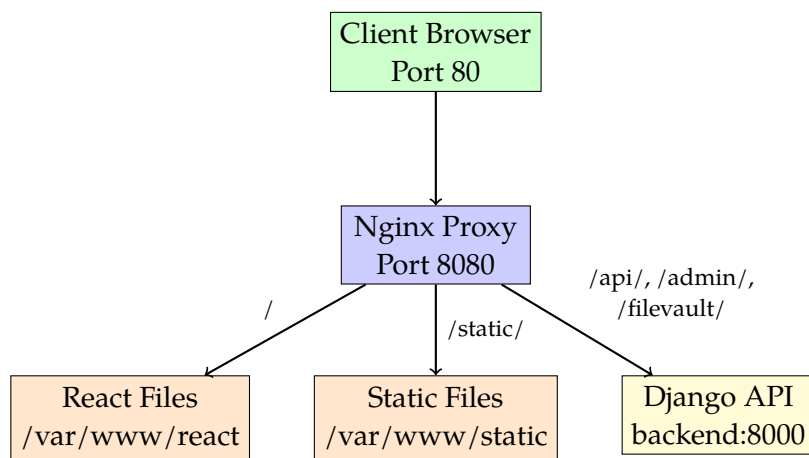 Client Browser
Port 80
Nginx Proxy
Port 8080
/
/static/
/api/, /admin/,
/filevault/
React Files
/var/www/react
Static Files
/var/www/static
Django API
backend:8000